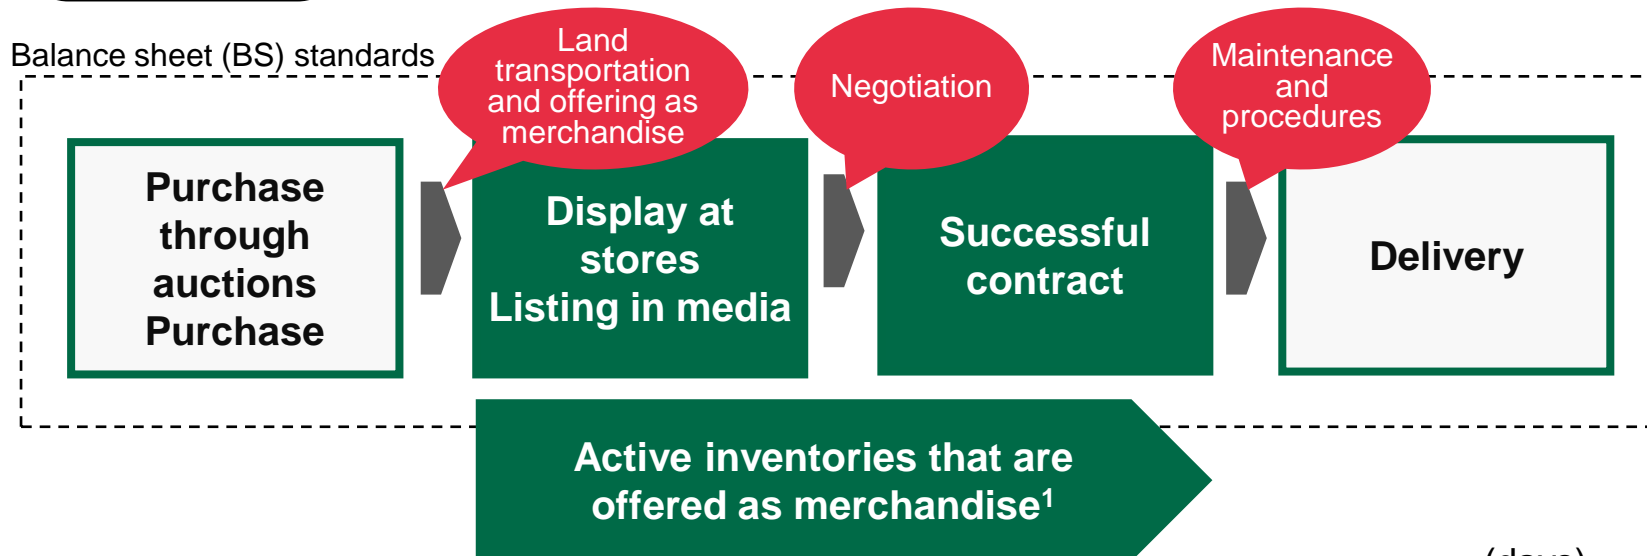 Balance sheet (BS) standards
Land
transportation
and offering as
merchandise
Negotiation
Maintenance
and
procedures
Purchase
through
auctions
Purchase
Display at
stores
Listing in media
Successful
contract
Delivery
Active inventories that are
offered as merchandise¹
(days)